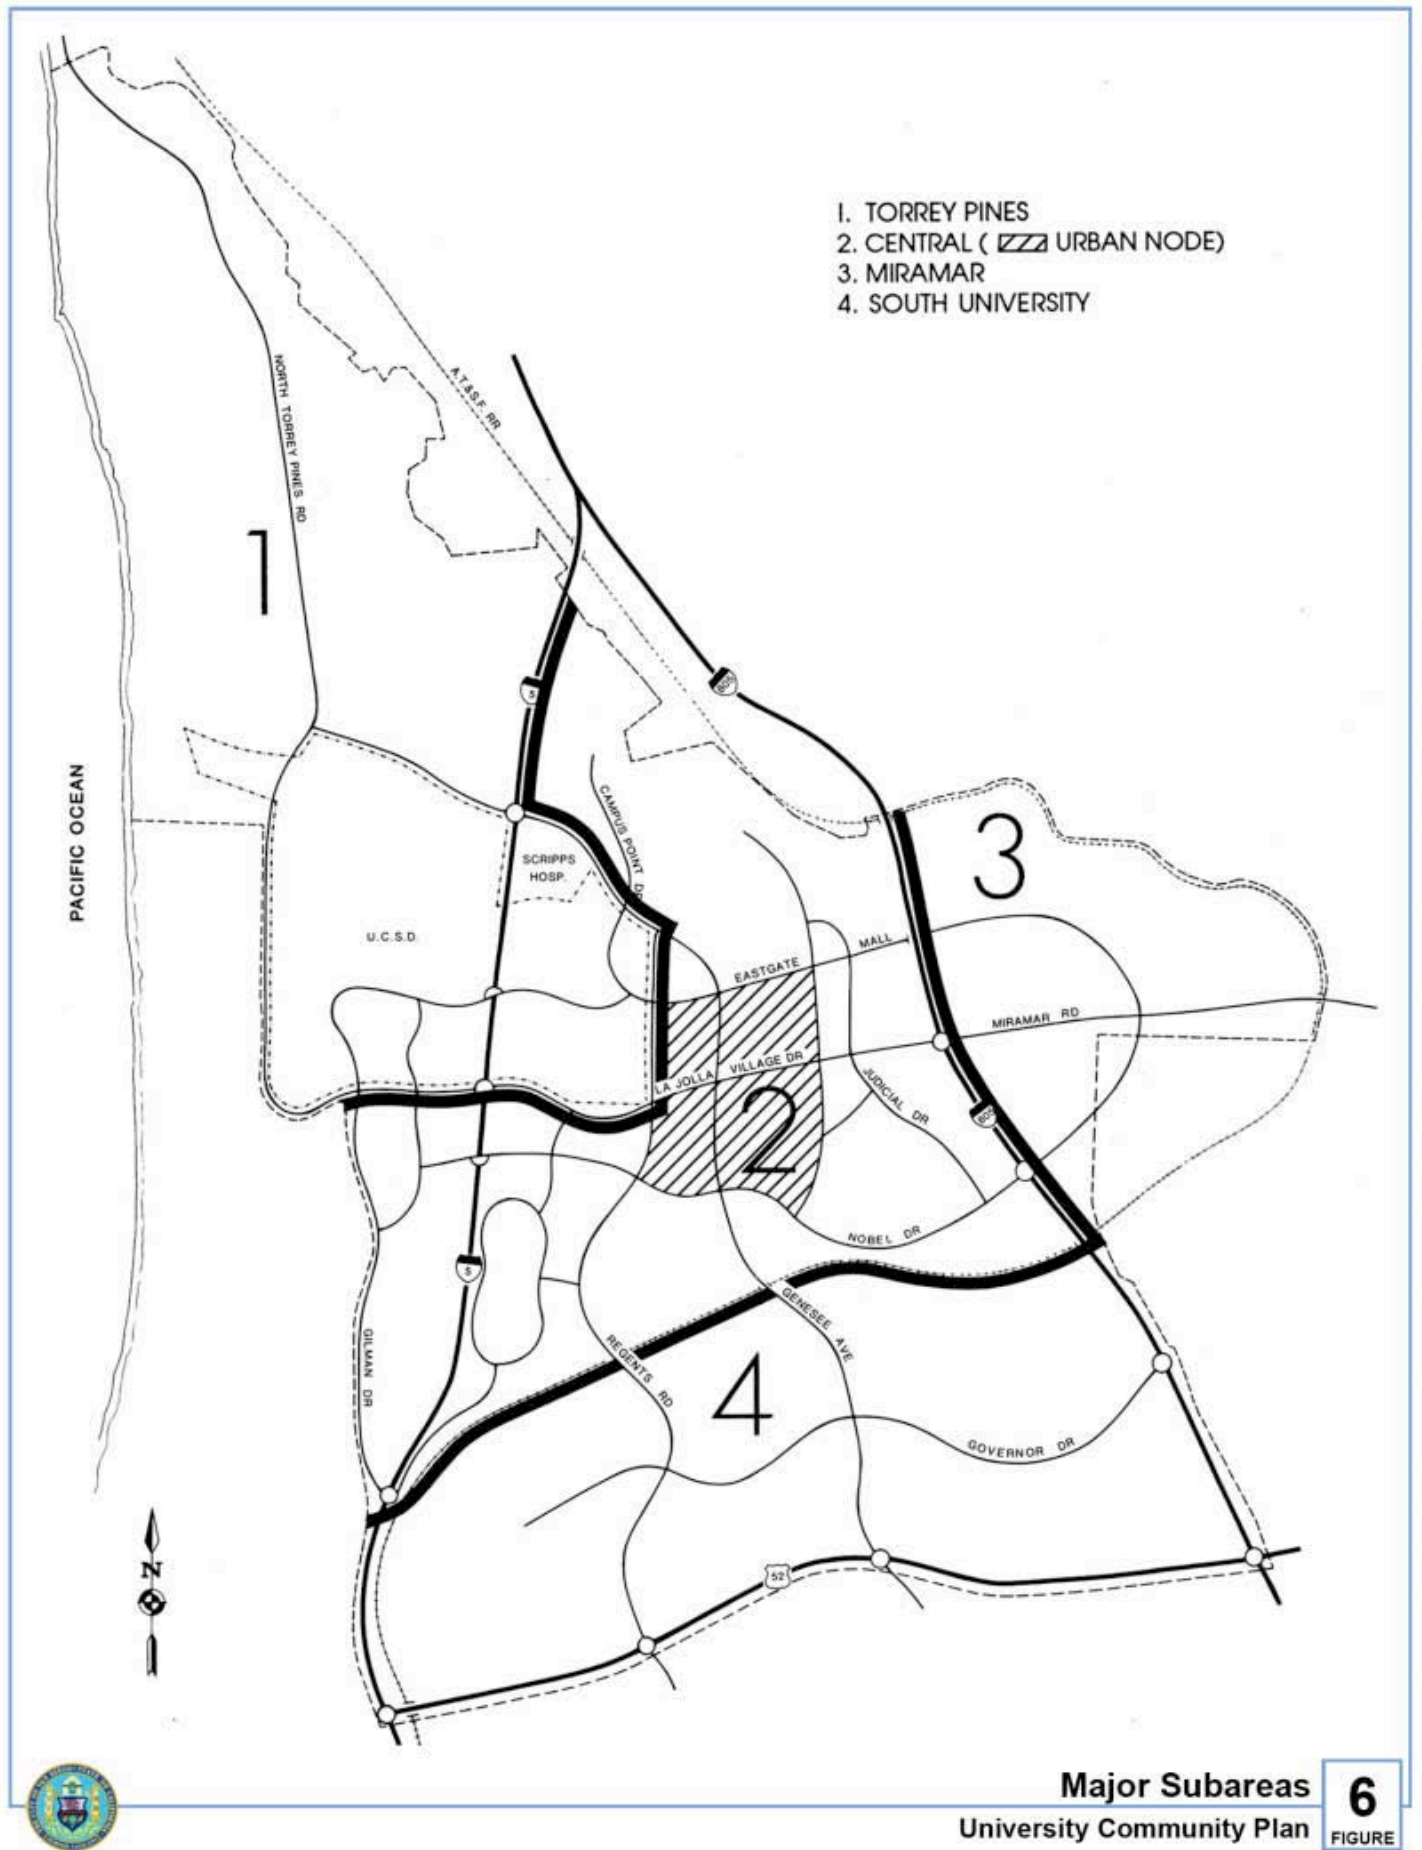 1. TORREY PINES
2. CENTRAL ( URBAN NODE)
3. MIRAMAR
4. SOUTH UNIVERSITY
NORTH TORREY PINES RD
A.T.&S.F. RR
1
5
805
PACIFIC OCEAN
CAMPUS POINT DR
3
SCRIPPS
HOSP.
U.C.S.D.
EASTGATE MALL
MIRAMAR RD
LA JOLLA VILLAGE DR
2
JUDICIAL DR
805
NOBEL DR
5
GENESEE AVE
GILMAN DR
REGENTS RD
4
GOVERNOR DR
N
52
Major Subareas
University Community Plan
6
FIGURE